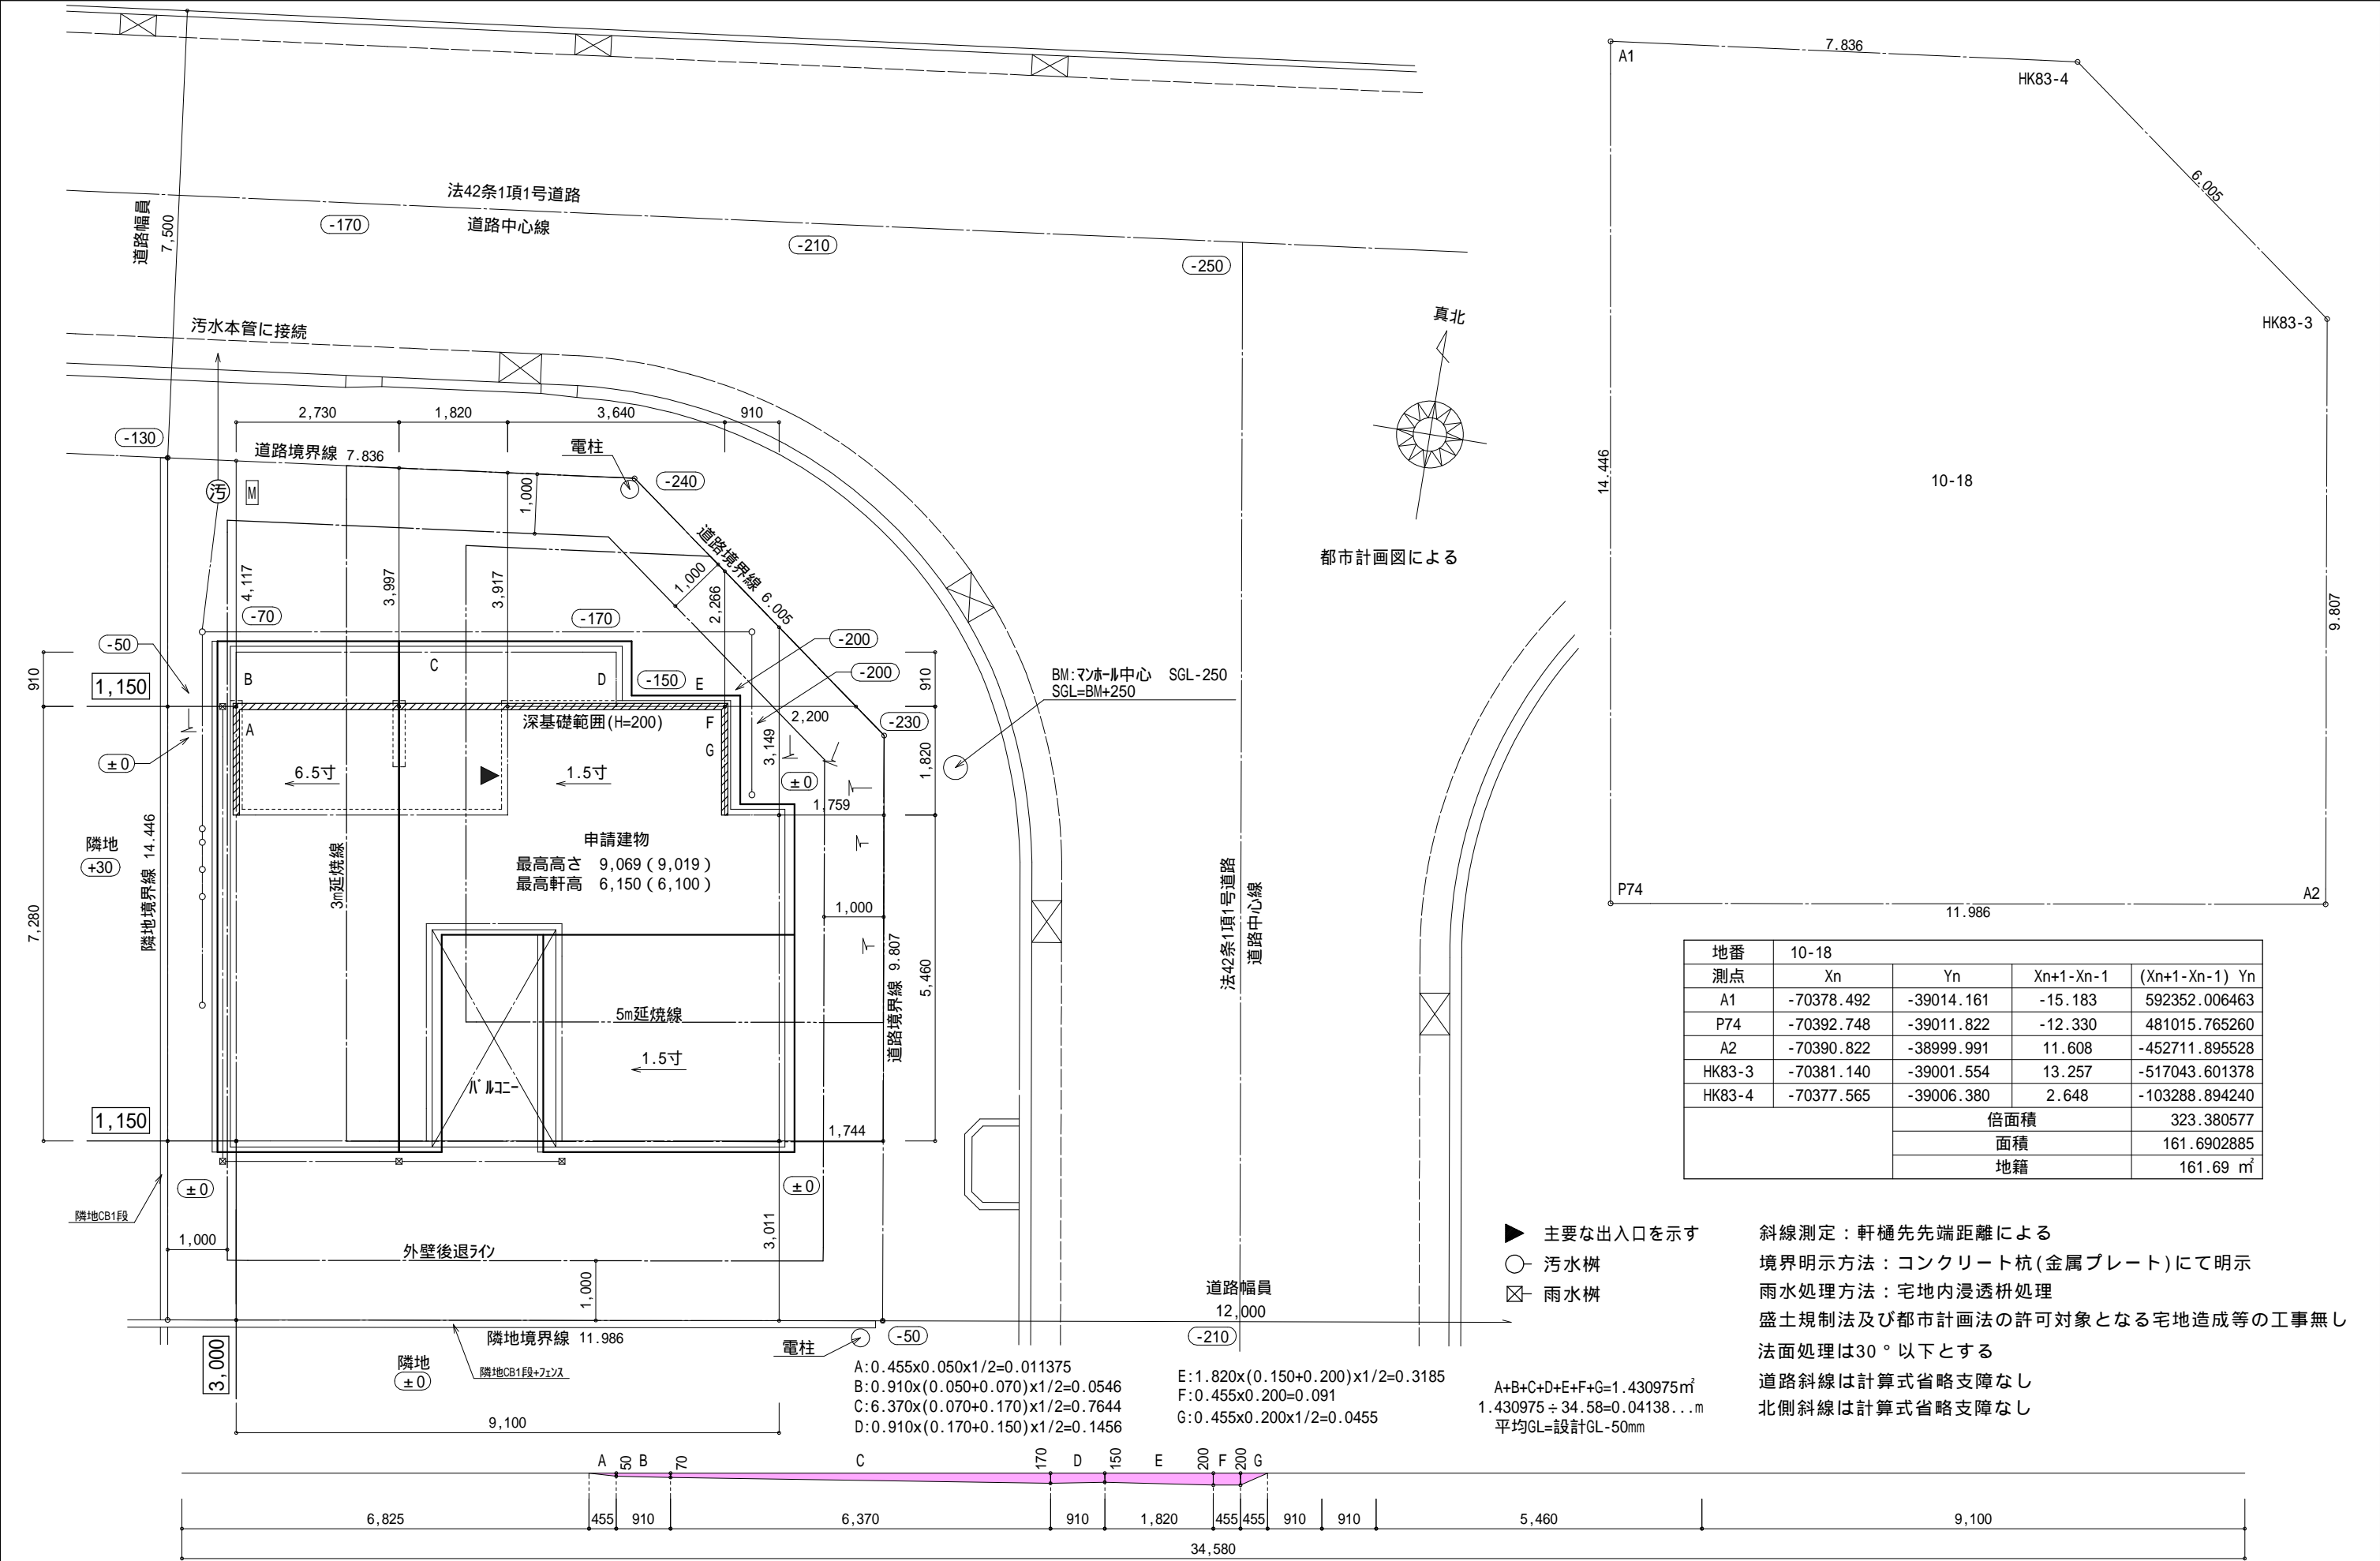 法42条1項1号道路
道路中心線
-170
-210
-250
道路幅員
7,500
汚水本管に接続
2,730
1,820
3,640
910
-130
道路境界線 7.836
電柱
-240
汚
M
1,000
道路境界線 6.005
1,000
4,117
3,997
3,917
2,266
-70
-170
-200
-200
-50
910
1,150
B
C
D
-150
E
910
A
深基礎範囲(H=200)
F
G
2,200
-230
3,149
±0
±0
6.5寸
1.5寸
1,820
1,759
申請建物
最高高さ 9,069(9,019)
最高軒高 6,150(6,100)
隣地
+30
隣地境界線 14.446
3m延焼線
7,280
1,000
道路境界線 9.807
5,460
5m延焼線
1.5寸
バルコニー
1,150
1,744
±0
±0
隣地CB1段
1,000
外壁後退ライン
3,011
1,000
隣地境界線 11.986
3,000
隣地
±0
隣地CB1段+フェンス
電柱
-50
9,100
BM:マンホール中心 SGL-250
SGL=BM+250
法42条1項1号道路
道路中心線
道路幅員
12,000
-210
真北
都市計画図による
A1
7.836
HK83-4
6.005
HK83-3
14.446
10-18
9.807
P74
11.986
A2
地番 10-18
測点 Xn Yn Xn+1-Xn-1 (Xn+1-Xn-1) Yn
A1 -70378.492 -39014.161 -15.183 592352.006463
P74 -70392.748 -39011.822 -12.330 481015.765260
A2 -70390.822 -38999.991 11.608 -452711.895528
HK83-3 -70381.140 -39001.554 13.257 -517043.601378
HK83-4 -70377.565 -39006.380 2.648 -103288.894240
倍面積 323.380577
面積 161.6902885
地籍 161.69 ㎡
主要な出入口を示す
汚水桝
雨水桝
斜線測定：軒樋先先端距離による
境界明示方法：コンクリート杭(金属プレート)にて明示
雨水処理方法：宅地内浸透枡処理
盛土規制法及び都市計画法の許可対象となる宅地造成等の工事無し
法面処理は30°以下とする
道路斜線は計算式省略支障なし
北側斜線は計算式省略支障なし
A:0.455x0.050x1/2=0.011375
B:0.910x(0.050+0.070)x1/2=0.0546
C:6.370x(0.070+0.170)x1/2=0.7644
D:0.910x(0.170+0.150)x1/2=0.1456
E:1.820x(0.150+0.200)x1/2=0.3185
F:0.455x0.200=0.091
G:0.455x0.200x1/2=0.0455
A+B+C+D+E+F+G=1.430975㎡
1.430975÷34.58=0.04138...m
平均GL=設計GL-50mm
A 50 B 70 C 170 D 150 E 200 F 200 G
6,825 455 910 6,370 910 1,820 455 455 910 910 5,460 9,100
34,580